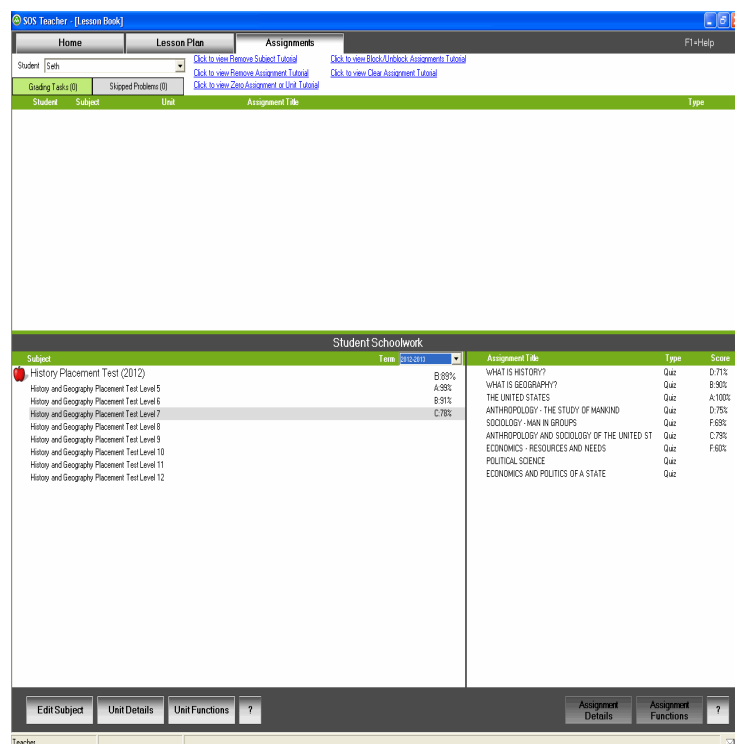 SOS Teacher - [Lesson Book]
Home Lesson Plan Assignments F1=Help
Student Seth
Click to view Remove Subject Tutorial Click to view Block/Unblock Assignments Tutorial
Click to view Remove Assignment Tutorial Click to view Clear Assignment Tutorial
Click to view Zero Assignment or Unit Tutorial
Grading Tasks (0) Skipped Problems (0)
Student Subject Unit Assignment Title Type
Student Schoolwork
Subject Term 2012-2013
History Placement Test (2012) B:89%
History and Geography Placement Test Level 5 A:99%
History and Geography Placement Test Level 6 B:91%
History and Geography Placement Test Level 7 C:78%
History and Geography Placement Test Level 8
History and Geography Placement Test Level 9
History and Geography Placement Test Level 10
History and Geography Placement Test Level 11
History and Geography Placement Test Level 12
Assignment Title Type Score
WHAT IS HISTORY? Quiz D:71%
WHAT IS GEOGRAPHY? Quiz B:90%
THE UNITED STATES Quiz A:100%
ANTHROPOLOGY - THE STUDY OF MANKIND Quiz D:75%
SOCIOLOGY - MAN IN GROUPS Quiz F:69%
ANTHROPOLOGY AND SOCIOLOGY OF THE UNITED ST Quiz C:79%
ECONOMICS - RESOURCES AND NEEDS Quiz F:60%
POLITICAL SCIENCE Quiz
ECONOMICS AND POLITICS OF A STATE Quiz
Edit Subject Unit Details Unit Functions ? Assignment Details Assignment Functions ?
Teacher